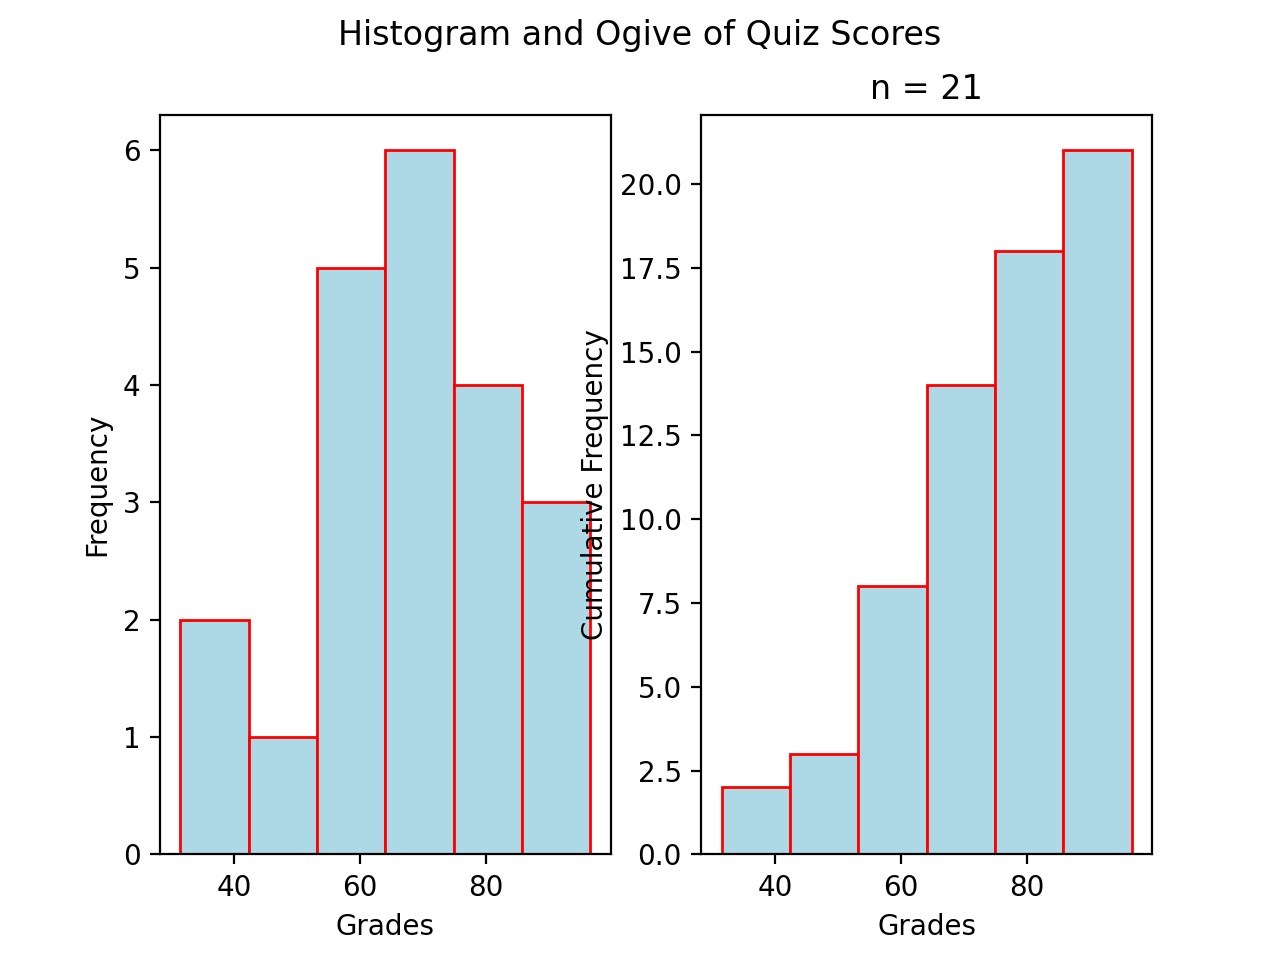 Histogram and Ogive of Quiz Scores
n = 21
6
5
4
3
2
1
0
Frequency
40 60 80
Grades
20.0
17.5
15.0
12.5
10.0
7.5
5.0
2.5
0.0
Cumulative Frequency
40 60 80
Grades